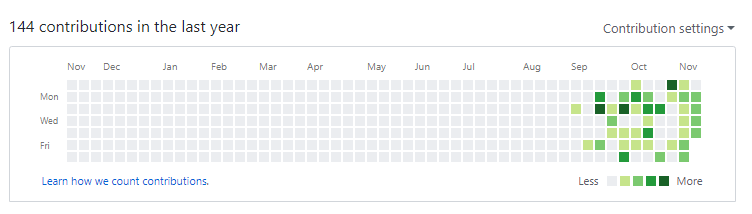 144 contributions in the last year
Contribution settings
Nov Dec Jan Feb Mar Apr May Jun Jul Aug Sep Oct Nov
Mon
Wed
Fri
Learn how we count contributions.
Less More